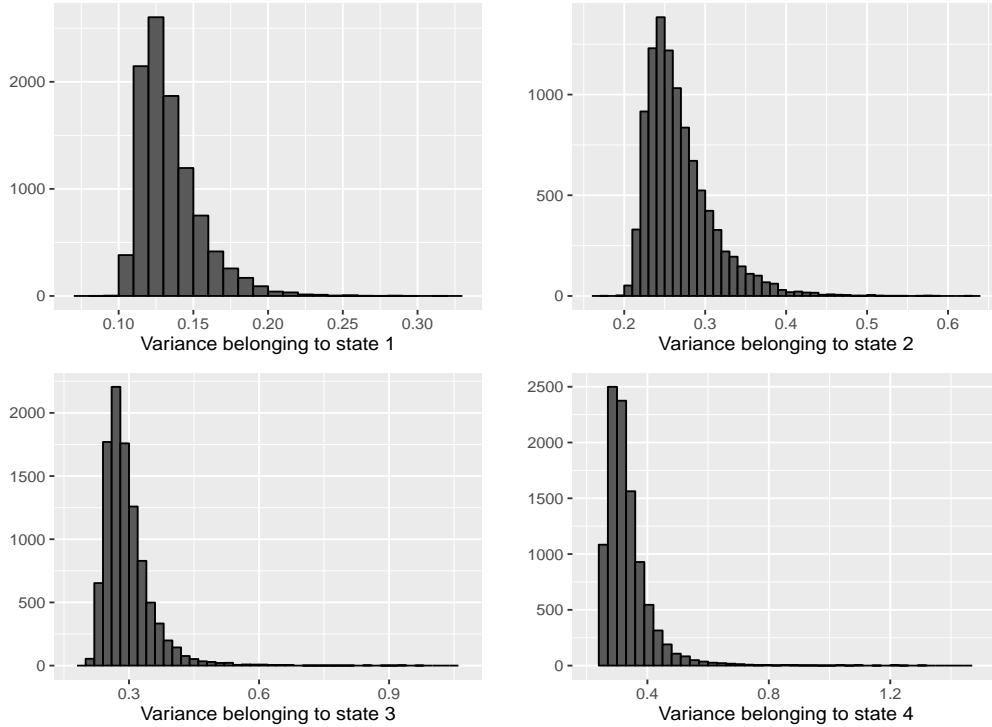 2000
1000
0
0.10 0.15 0.20 0.25 0.30
Variance belonging to state 1
1000
500
0
0.2 0.3 0.4 0.5 0.6
Variance belonging to state 2
2000
1500
1000
500
0
0.3 0.6 0.9
Variance belonging to state 3
2500
2000
1500
1000
500
0
0.4 0.8 1.2
Variance belonging to state 4